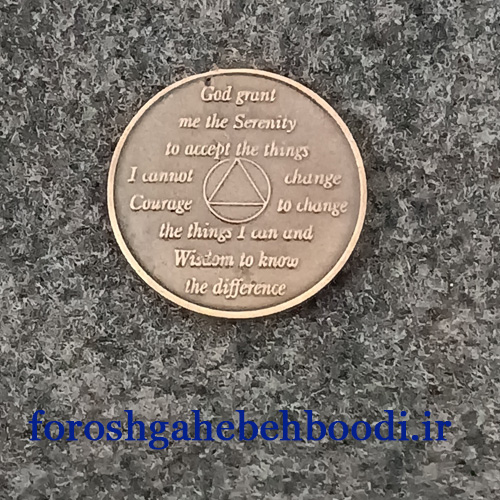 God grant
me the Serenity
to accept the things
I cannot change
Courage to change
the things I can and
Wisdom to know
the difference
foroshgahebehboodi.ir